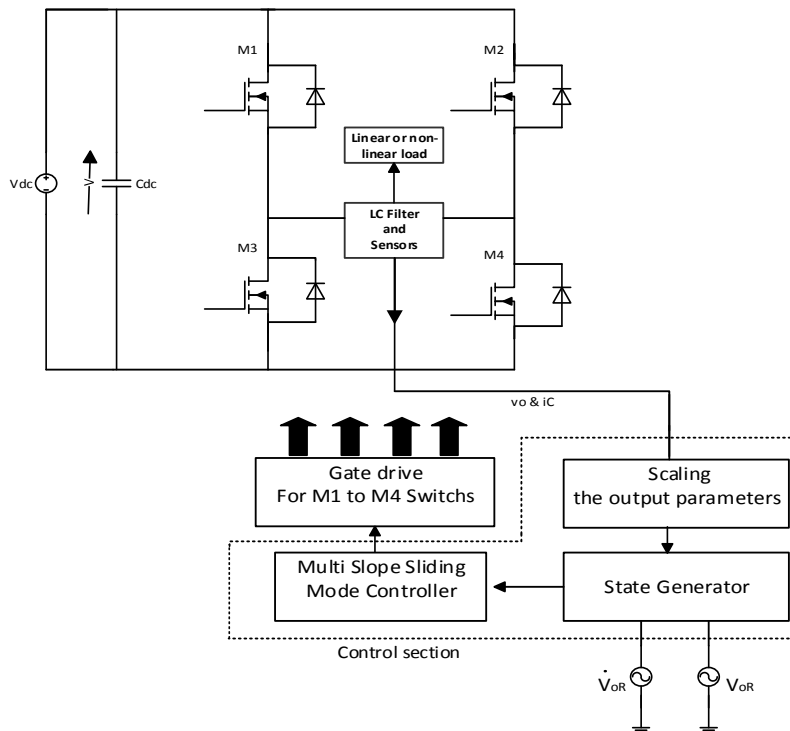 M1
M2
Linear or non-
linear load
Vdc
V
Cdc
LC Filter
and
Sensors
M3
M4
vo & iC
Gate drive
For M1 to M4 Switchs
Scaling
the output parameters
Multi Slope Sliding
Mode Controller
State Generator
Control section
V̇oR
VoR